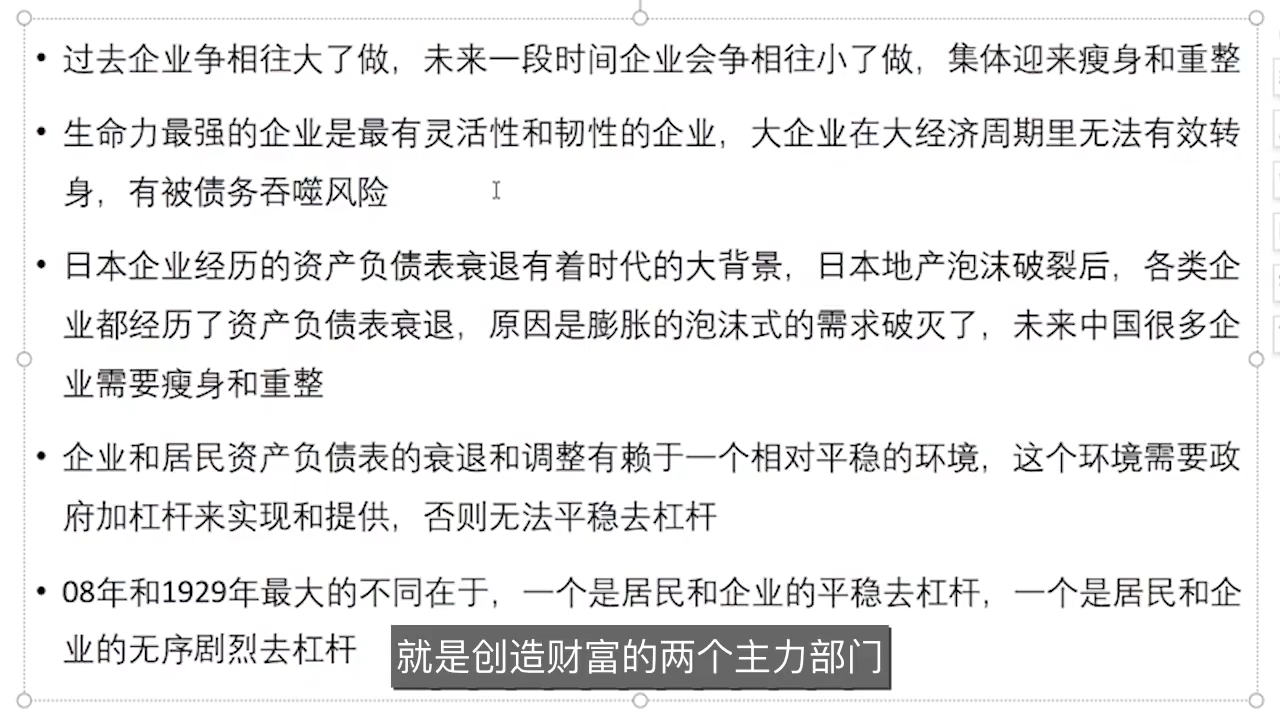 • 过去企业争相往大了做，未来一段时间企业会争相往小了做，集体迎来瘦身和重整
• 生命力最强的企业是最有灵活性和韧性的企业，大企业在大经济周期里无法有效转
身，有被债务吞噬风险
• 日本企业经历的资产负债表衰退有着时代的大背景，日本地产泡沫破裂后，各类企
业都经历了资产负债表衰退，原因是膨胀的泡沫式的需求破灭了，未来中国很多企
业需要瘦身和重整
• 企业和居民资产负债表的衰退和调整有赖于一个相对平稳的环境，这个环境需要政
府加杠杆来实现和提供，否则无法平稳去杠杆
• 08年和1929年最大的不同在于，一个是居民和企业的平稳去杠杆，一个是居民和企
业的无序剧烈去杠杆
就是创造财富的两个主力部门